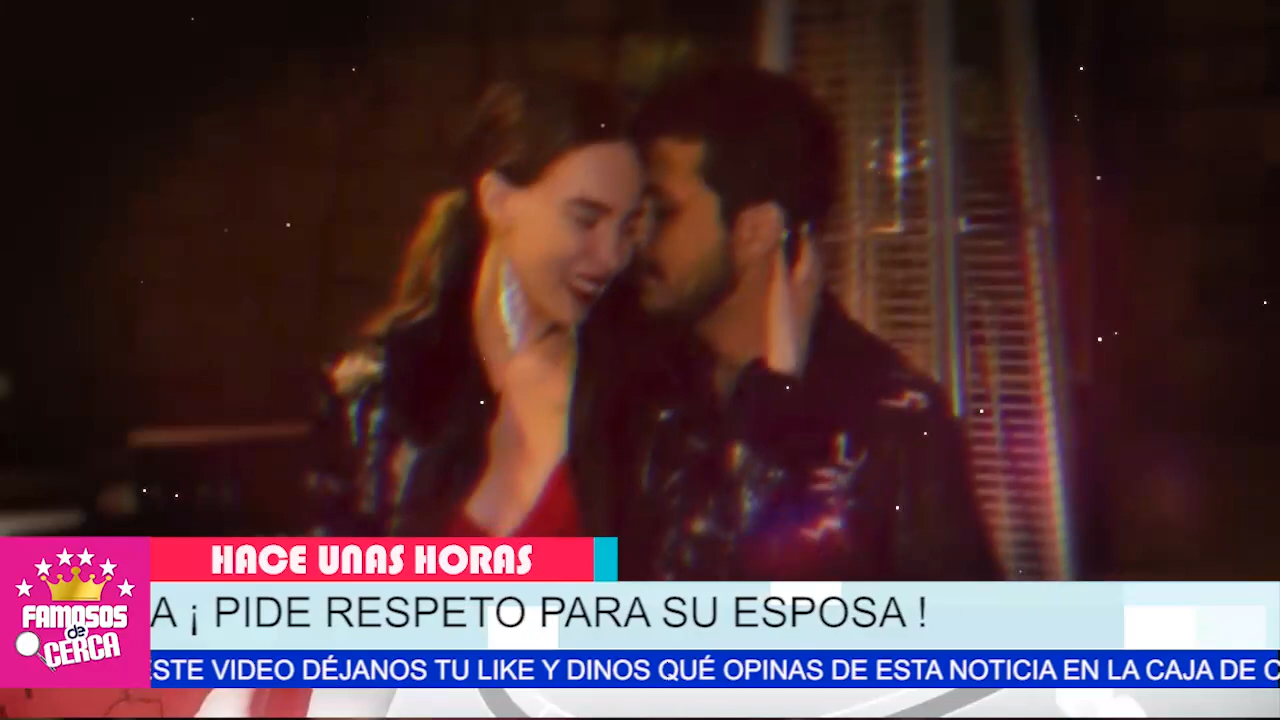 HACE UNAS HORAS
A ¡ PIDE RESPETO PARA SU ESPOSA !
FAMOSOS
de
CERCA
ESTE VIDEO DÉJANOS TU LIKE Y DINOS QUÉ OPINAS DE ESTA NOTICIA EN LA CAJA DE